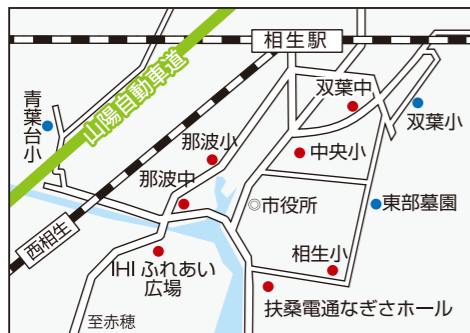 相生駅
山陽自動車道
双葉中
青葉台小
双葉小
那波小
中央小
那波中
◎市役所
東部墓園
西相生
相生小
IHIふれあい
広場
扶桑電通なぎさホール
至赤穂